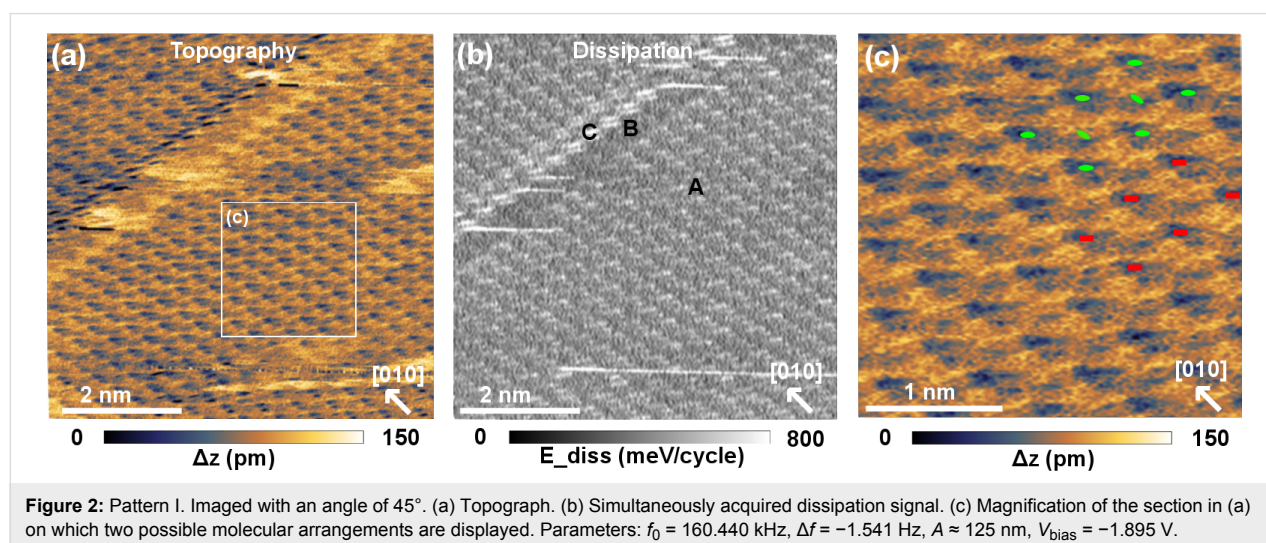 (a) Topography
(b) Dissipation
(c)
(c)
C B
A
[010] [010] [010]
2 nm 2 nm 1 nm
0 150 0 800 0 150
Δz (pm) E_diss (meV/cycle) Δz (pm)
Figure 2: Pattern I. Imaged with an angle of 45°. (a) Topograph. (b) Simultaneously acquired dissipation signal. (c) Magnification of the section in (a)
on which two possible molecular arrangements are displayed. Parameters: f₀ = 160.440 kHz, Δf = −1.541 Hz, A ≈ 125 nm, V_bias = −1.895 V.